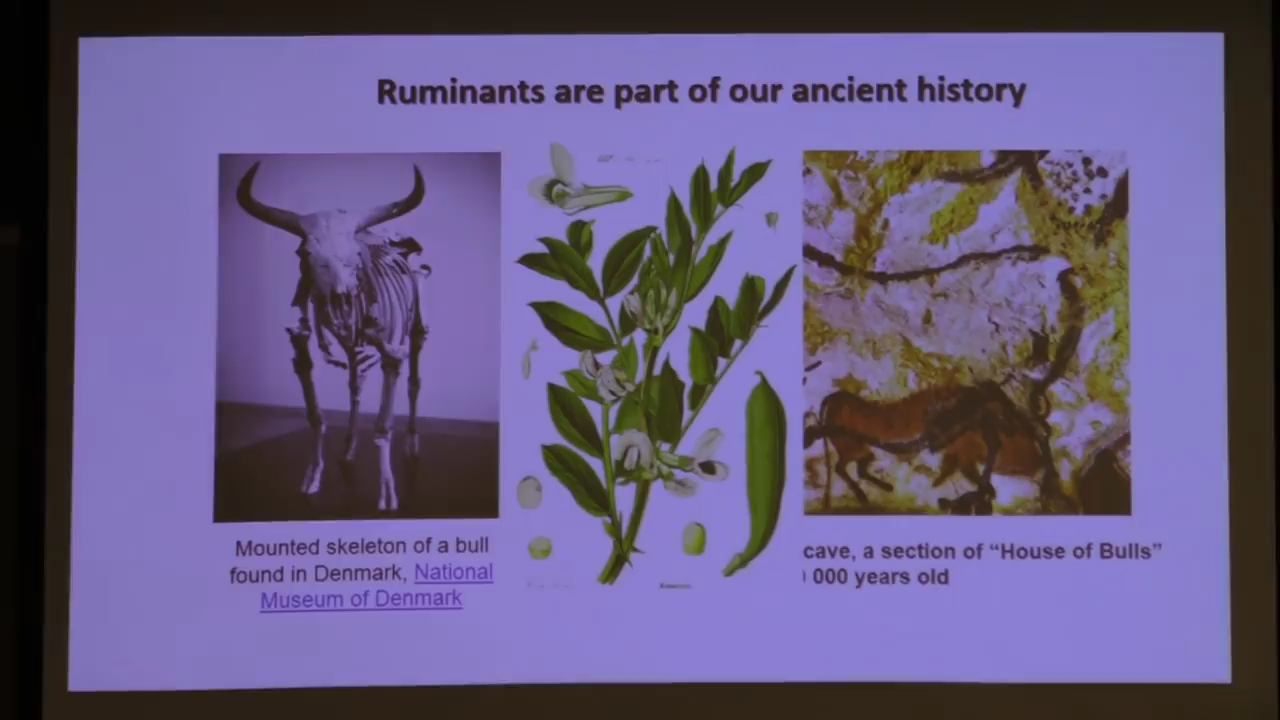 Ruminants are part of our ancient history
Mounted skeleton of a bull
found in Denmark, National
Museum of Denmark
cave, a section of “House of Bulls”
000 years old